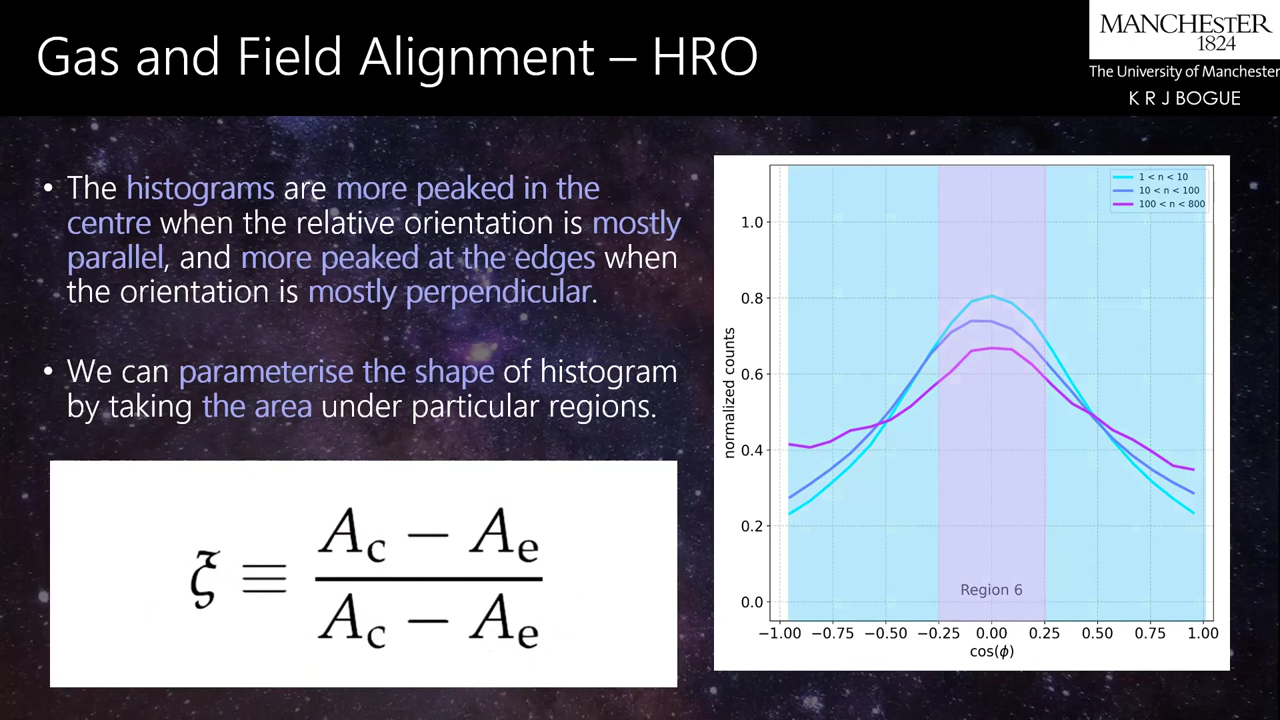 Gas and Field Alignment – HRO
MANCHESTER
1824
The University of Manchester
K R J BOGUE
• The histograms are more peaked in the
centre when the relative orientation is mostly
parallel, and more peaked at the edges when
the orientation is mostly perpendicular.
• We can parameterise the shape of histogram
by taking the area under particular regions.
ξ ≡ (A_c − A_e) / (A_c − A_e)
1 < n < 10
10 < n < 100
100 < n < 800
normalized counts
1.0
0.8
0.6
0.4
0.2
0.0
Region 6
−1.00 −0.75 −0.50 −0.25 0.00 0.25 0.50 0.75 1.00
cos(ϕ)